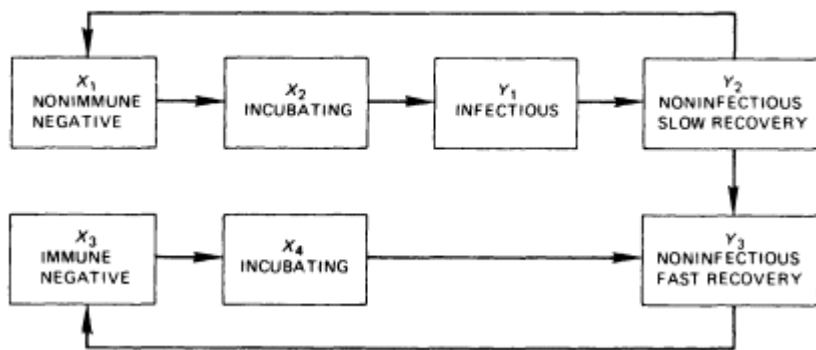 X1
NONIMMUNE
NEGATIVE
X2
INCUBATING
Y1
INFECTIOUS
Y2
NONINFECTIOUS
SLOW RECOVERY
X3
IMMUNE
NEGATIVE
X4
INCUBATING
Y3
NONINFECTIOUS
FAST RECOVERY